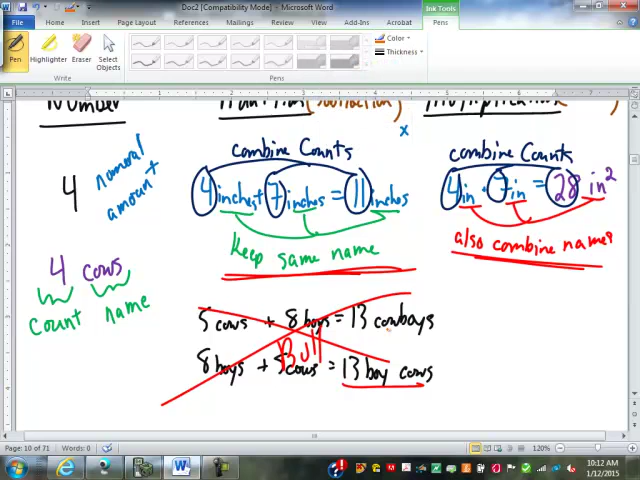 Doc2 [Compatibility Mode] - Microsoft Word
Ink Tools
File Home Insert Page Layout References Mailings Review View Add-Ins Acrobat Pens
Pen Highlighter Eraser Select Objects
Color
Thickness
Write Pens
Number (subtraction)
combine Counts combine Counts
4 numeral amount
4 inches + 7 inches = 11 inches
4 in · 7 in = 28 in²
keep same name
also combine names
4 cows
count name
5 cows + 8 boys = 13 cowboys
Bull
8 boys + 5 cows = 13 boy cows
Page: 10 of 71
120%
10:12 AM
1/12/2015